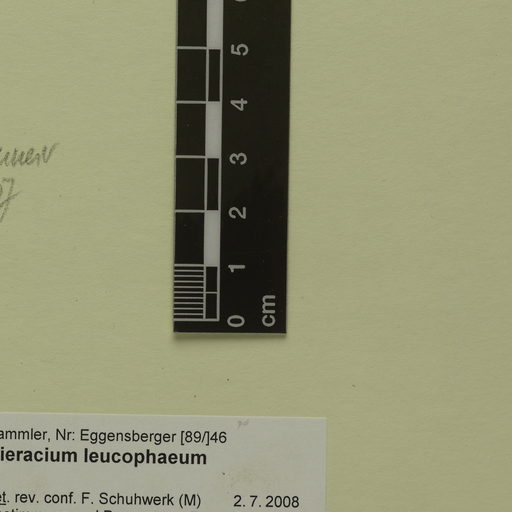 5
4
3
2
1
0
cm
ammler, Nr: Eggensberger [89/]46
ieracium leucophaeum
et. rev. conf. F. Schuhwerk (M) 2. 7. 2008